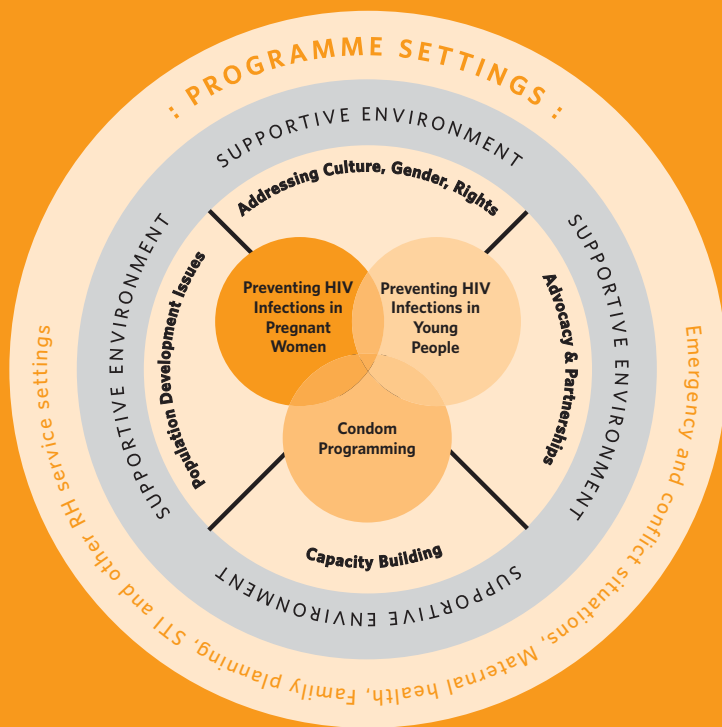 : PROGRAMME SETTINGS :
SUPPORTIVE ENVIRONMENT
Addressing Culture, Gender, Rights
SUPPORTIVE ENVIRONMENT
Population Development Issues
Preventing HIV
Infections in
Pregnant
Women
Preventing HIV
Infections in
Young
People
Advocacy & Partnerships
SUPPORTIVE ENVIRONMENT
Condom
Programming
Capacity Building
SUPPORTIVE ENVIRONMENT
Emergency and conflict situations, Maternal health, Family planning, STI and other RH service settings